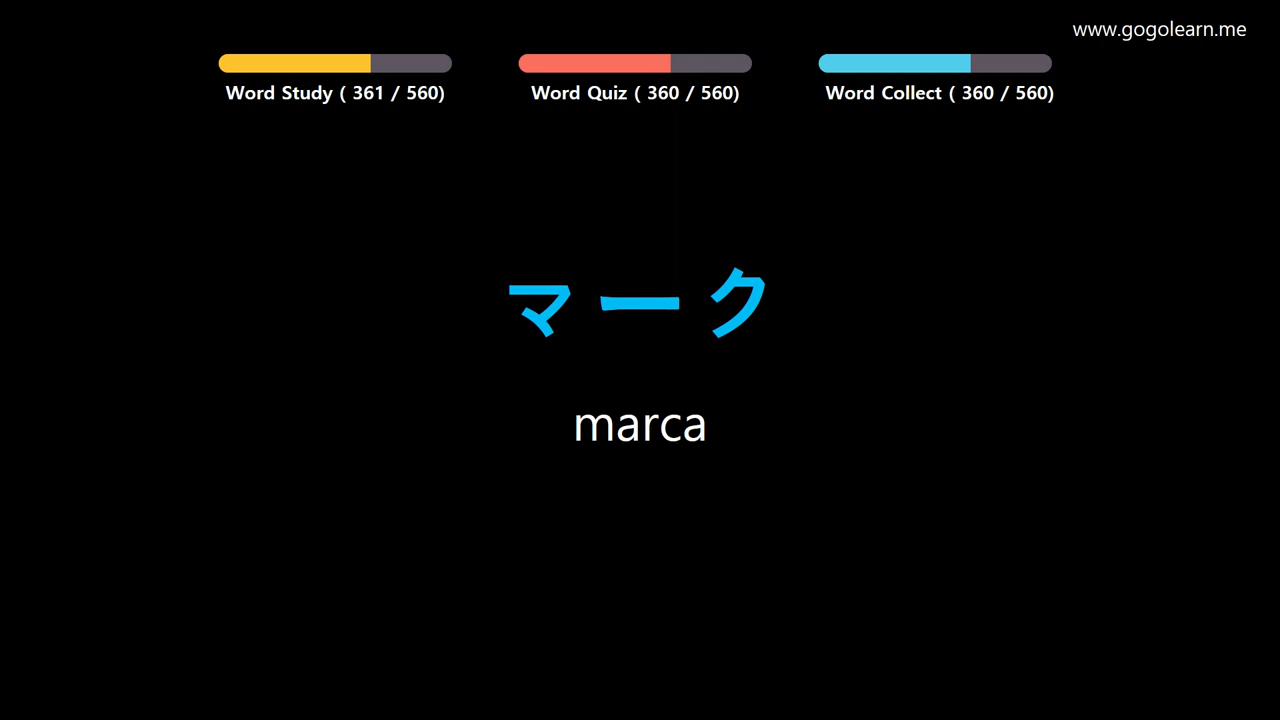 www.gogolearn.me
Word Study ( 361 / 560)
Word Quiz ( 360 / 560)
Word Collect ( 360 / 560)
マーク
marca